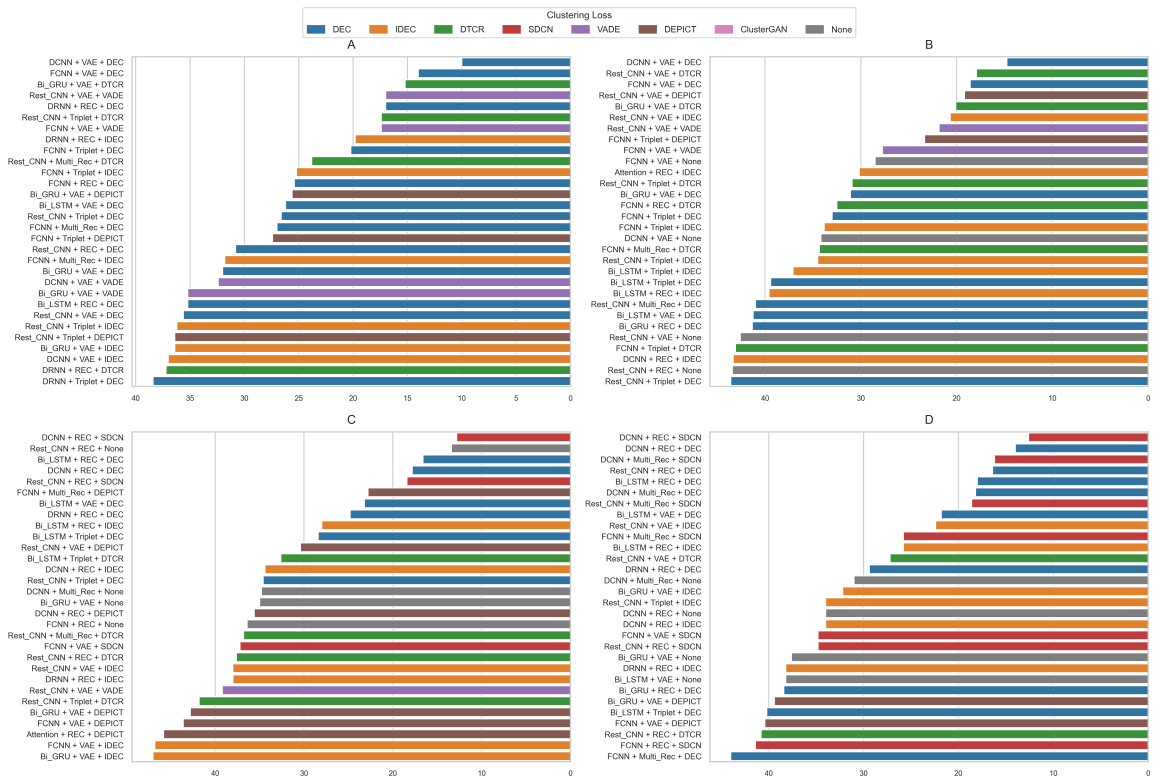 Clustering Loss
DEC IDEC DTCR SDCN VADE DEPICT ClusterGAN None
A
DCNN + VAE + DEC
FCNN + VAE + DEC
Bi_GRU + VAE + DTCR
Rest_CNN + VAE + VADE
DRNN + REC + DEC
Rest_CNN + Triplet + DTCR
FCNN + VAE + VADE
DRNN + REC + IDEC
FCNN + Triplet + DEC
Rest_CNN + Multi_Rec + DTCR
FCNN + Triplet + IDEC
FCNN + REC + DEC
Bi_GRU + VAE + DEPICT
Bi_LSTM + VAE + DEC
Rest_CNN + Triplet + DEC
FCNN + Multi_Rec + DEC
FCNN + Triplet + DEPICT
Rest_CNN + REC + DEC
FCNN + Multi_Rec + IDEC
Bi_GRU + VAE + DEC
DCNN + VAE + VADE
Bi_GRU + VAE + VADE
Bi_LSTM + REC + DEC
Rest_CNN + VAE + DEC
Rest_CNN + Triplet + IDEC
Rest_CNN + Triplet + DEPICT
Bi_GRU + VAE + IDEC
DCNN + VAE + IDEC
DRNN + REC + DTCR
DRNN + Triplet + DEC
40 35 30 25 20 15 10 5 0
B
DCNN + VAE + DEC
Rest_CNN + VAE + DTCR
FCNN + VAE + DEC
Rest_CNN + VAE + DEPICT
Bi_GRU + VAE + DTCR
Rest_CNN + VAE + IDEC
Rest_CNN + VAE + VADE
FCNN + Triplet + DEPICT
FCNN + VAE + VADE
FCNN + VAE + None
Attention + REC + IDEC
Rest_CNN + Triplet + DTCR
Bi_GRU + VAE + DEC
FCNN + REC + DTCR
FCNN + Triplet + DEC
FCNN + Triplet + IDEC
DCNN + VAE + None
FCNN + Multi_Rec + DTCR
Rest_CNN + Triplet + IDEC
Bi_LSTM + Triplet + IDEC
Bi_LSTM + Triplet + DEC
Bi_LSTM + REC + IDEC
Rest_CNN + Multi_Rec + DEC
Bi_LSTM + VAE + DEC
Bi_GRU + REC + DEC
Rest_CNN + VAE + None
FCNN + Triplet + DTCR
DCNN + REC + IDEC
Rest_CNN + REC + None
Rest_CNN + Triplet + DEC
40 30 20 10 0
C
DCNN + REC + SDCN
Rest_CNN + REC + None
Bi_LSTM + REC + DEC
DCNN + REC + DEC
Rest_CNN + REC + SDCN
FCNN + Multi_Rec + DEPICT
Bi_LSTM + VAE + DEC
DRNN + REC + DEC
Bi_LSTM + REC + IDEC
Bi_LSTM + Triplet + DEC
Rest_CNN + VAE + DEPICT
Bi_LSTM + Triplet + DTCR
DCNN + REC + IDEC
Rest_CNN + Triplet + DEC
DCNN + Multi_Rec + None
Bi_GRU + VAE + None
DCNN + REC + DEPICT
FCNN + REC + None
Rest_CNN + Multi_Rec + DTCR
FCNN + VAE + SDCN
Rest_CNN + REC + DTCR
Rest_CNN + VAE + IDEC
DRNN + REC + IDEC
Rest_CNN + VAE + VADE
Rest_CNN + Triplet + DTCR
Bi_GRU + VAE + DEPICT
FCNN + VAE + DEPICT
Attention + REC + DEPICT
FCNN + VAE + IDEC
Bi_GRU + VAE + IDEC
40 30 20 10 0
D
DCNN + REC + SDCN
DCNN + REC + DEC
DCNN + Multi_Rec + SDCN
Rest_CNN + REC + DEC
Bi_LSTM + REC + DEC
DCNN + Multi_Rec + DEC
Rest_CNN + Multi_Rec + SDCN
Bi_LSTM + VAE + DEC
Rest_CNN + VAE + IDEC
FCNN + Multi_Rec + SDCN
Bi_LSTM + REC + IDEC
Rest_CNN + VAE + DTCR
DRNN + REC + DEC
DCNN + Multi_Rec + None
Bi_GRU + VAE + IDEC
Rest_CNN + Triplet + IDEC
DCNN + REC + None
DCNN + REC + IDEC
FCNN + VAE + SDCN
Rest_CNN + REC + SDCN
Bi_GRU + VAE + None
DRNN + REC + IDEC
Bi_LSTM + VAE + None
Bi_GRU + REC + DEC
Bi_GRU + VAE + DEPICT
Bi_LSTM + Triplet + DEC
FCNN + VAE + DEPICT
Rest_CNN + REC + DTCR
FCNN + REC + SDCN
FCNN + Multi_Rec + DEC
40 30 20 10 0